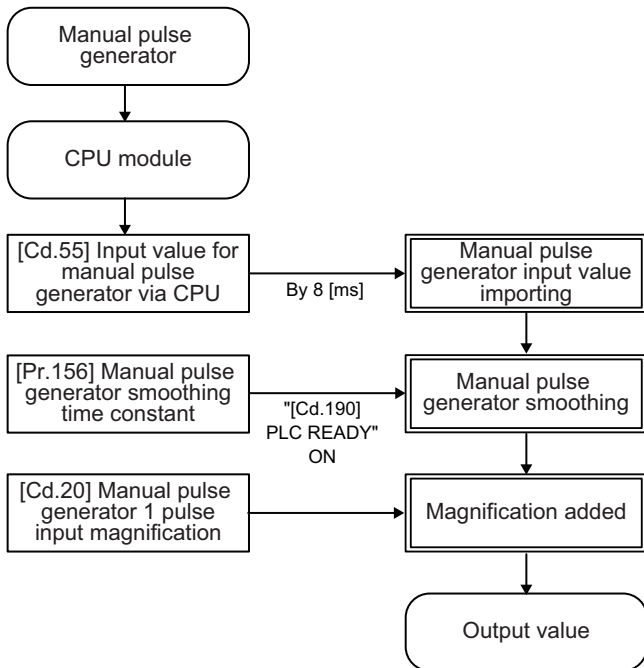 Manual pulse
generator
CPU module
[Cd.55] Input value for
manual pulse
generator via CPU
By 8 [ms]
Manual pulse
generator input value
importing
[Pr.156] Manual pulse
generator smoothing
time constant
"[Cd.190]
PLC READY"
ON
Manual pulse
generator smoothing
[Cd.20] Manual pulse
generator 1 pulse
input magnification
Magnification added
Output value